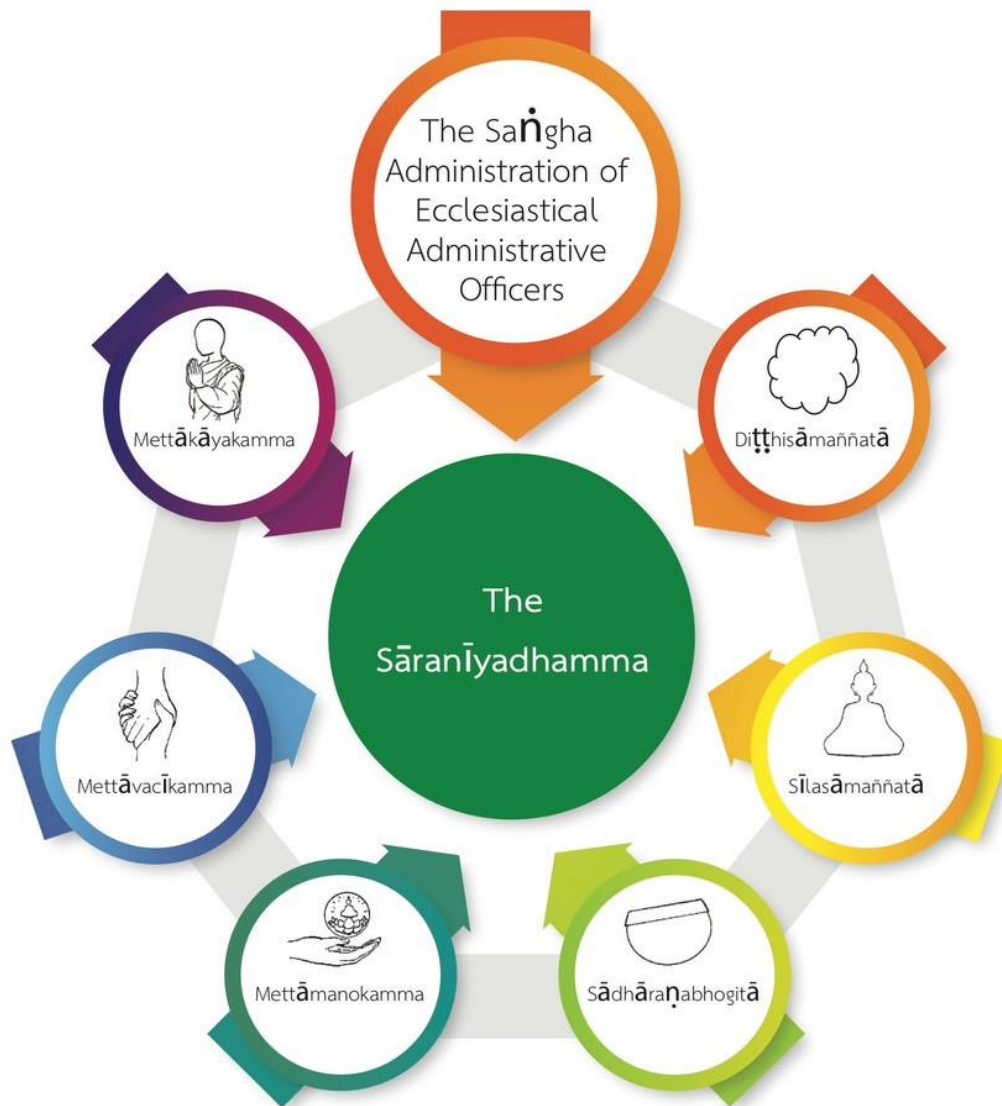 The Saṅgha
Administration of
Ecclesiastical
Administrative
Officers
Mettākāyakamma
Diṭṭhisāmaññatā
The
Sāranīyadhamma
Mettāvacīkamma
Sīlasāmaññatā
Mettāmanokamma
Sādhāraṇabhogitā